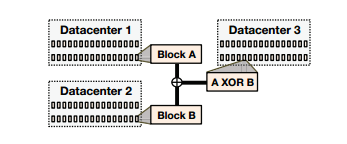 Datacenter 1
Datacenter 3
Block A
A XOR B
Datacenter 2
Block B